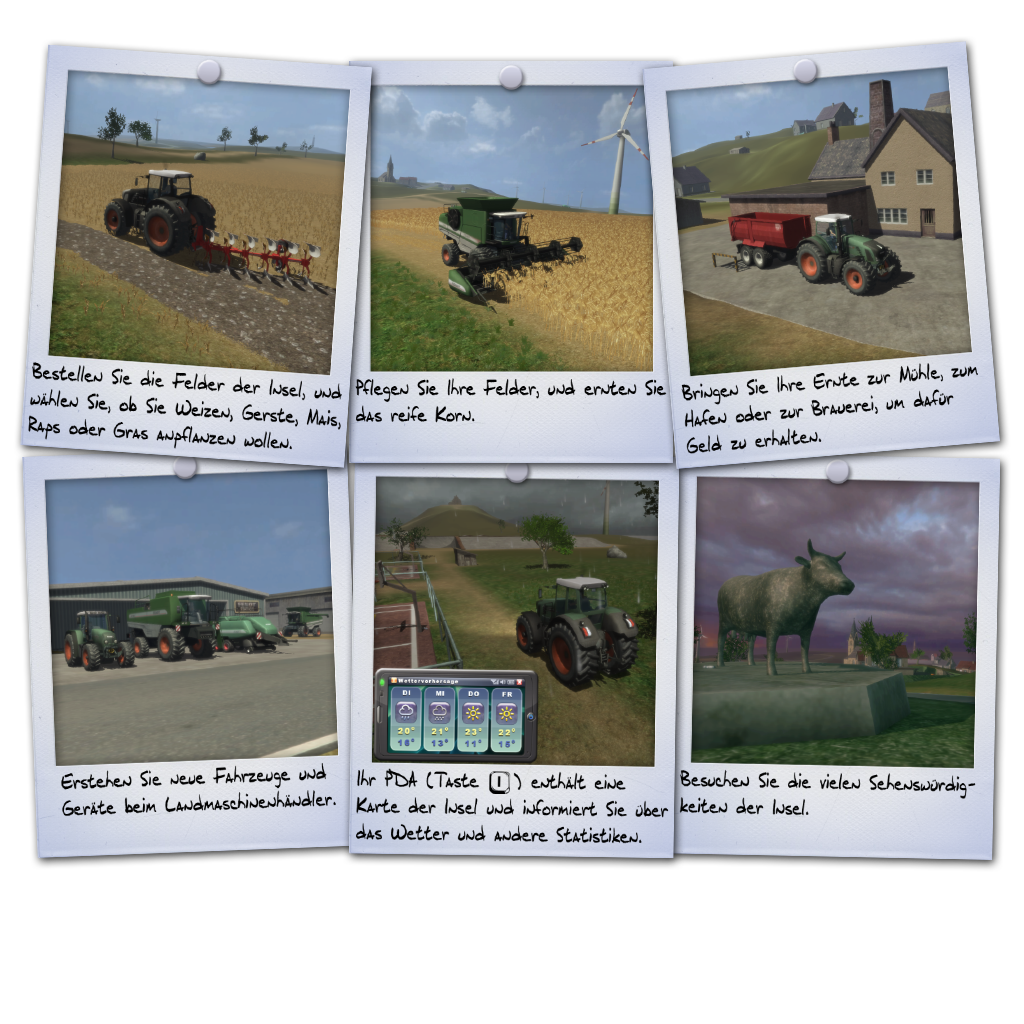 Bestellen Sie die Felder der Insel, und
wählen Sie, ob Sie Weizen, Gerste, Mais,
Raps oder Gras anpflanzen wollen.
Pflegen Sie Ihre Felder, und ernten Sie
das reife Korn.
Bringen Sie Ihre Ernte zur Mühle, zum
Hafen oder zur Brauerei, um dafür
Geld zu erhalten.
Erstehen Sie neue Fahrzeuge und
Geräte beim Landmaschinenhändler.
Wettervorhersage
DI MI DO FR
20° 21° 23° 22°
16° 13° 11° 15°
Ihr PDA (Taste I) enthält eine
Karte der Insel und informiert Sie über
das Wetter und andere Statistiken.
Besuchen Sie die vielen Sehenswürdig-
keiten der Insel.